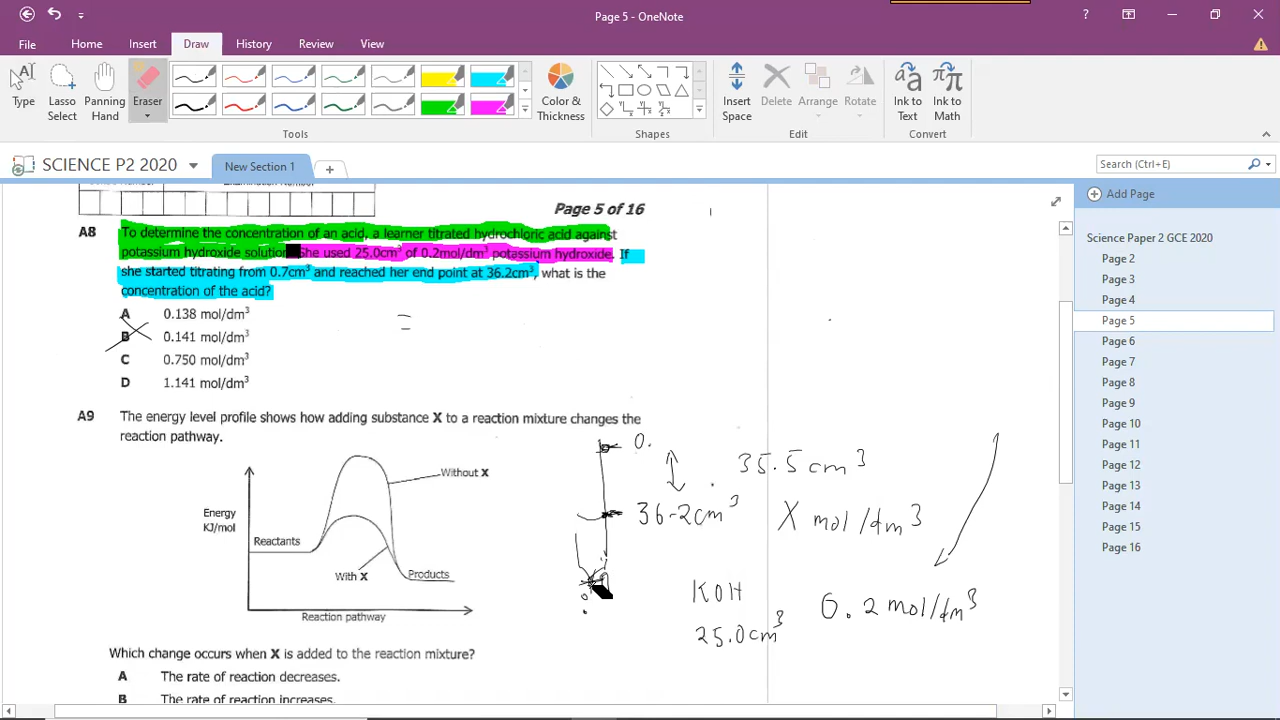 Page 5 - OneNote
?
File
Home
Insert
Draw
History
Review
View
Type
Lasso Select
Panning Hand
Eraser
Color & Thickness
Insert Space
Delete
Arrange
Rotate
Ink to Text
Ink to Math
Tools
Shapes
Edit
Convert
SCIENCE P2 2020
New Section 1
Search (Ctrl+E)
Page 5 of 16
A8 To determine the concentration of an acid, a learner titrated hydrochloric acid against
potassium hydroxide solution She used 25.0cm³ of 0.2mol/dm³ potassium hydroxide. If
she started titrating from 0.7cm³ and reached her end point at 36.2cm³, what is the
concentration of the acid?
A 0.138 mol/dm³
=
B 0.141 mol/dm³
C 0.750 mol/dm³
D 1.141 mol/dm³
A9 The energy level profile shows how adding substance X to a reaction mixture changes the
reaction pathway.
Without X
Energy
KJ/mol
Reactants
With X
Products
Reaction pathway
0.
35.5 cm³
36.2cm³
X mol/dm³
KOH
0.2 mol/dm³
25.0cm³
Which change occurs when X is added to the reaction mixture?
A The rate of reaction decreases.
B The rate of reaction increases.
Add Page
Science Paper 2 GCE 2020
Page 2
Page 3
Page 4
Page 5
Page 6
Page 7
Page 8
Page 9
Page 10
Page 11
Page 12
Page 13
Page 14
Page 15
Page 16